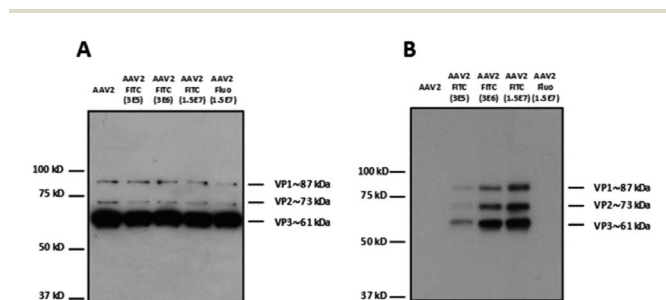 A
AAV2
AAV2 FITC (3E5)
AAV2 FITC (3E6)
AAV2 FITC (1.5E7)
AAV2 Fluo (1.5E7)
100 kD
75 kD
50 kD
37 kD
VP1~87 kDa
VP2~73 kDa
VP3~61 kDa
B
AAV2
AAV2 FITC (3E5)
AAV2 FITC (3E6)
AAV2 FITC (1.5E7)
AAV2 Fluo (1.5E7)
100 kD
75 kD
50 kD
37 kD
VP1~87 kDa
VP2~73 kDa
VP3~61 kDa